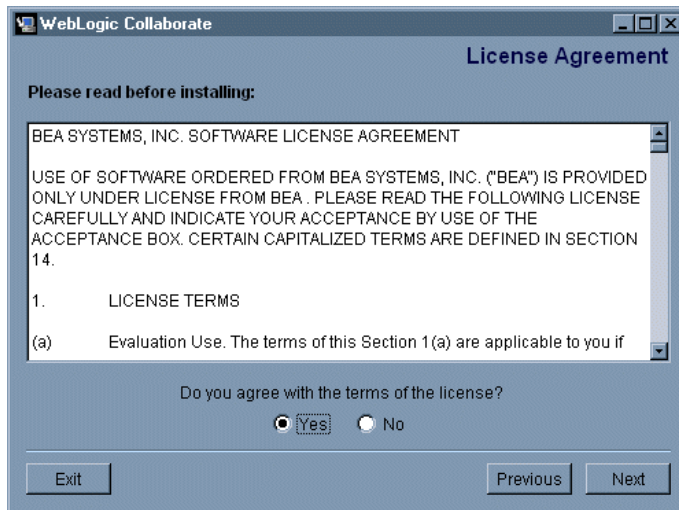 WebLogic Collaborate
License Agreement
Please read before installing:
BEA SYSTEMS, INC. SOFTWARE LICENSE AGREEMENT
USE OF SOFTWARE ORDERED FROM BEA SYSTEMS, INC. ("BEA") IS PROVIDED
ONLY UNDER LICENSE FROM BEA . PLEASE READ THE FOLLOWING LICENSE
CAREFULLY AND INDICATE YOUR ACCEPTANCE BY USE OF THE
ACCEPTANCE BOX. CERTAIN CAPITALIZED TERMS ARE DEFINED IN SECTION
14.
1. LICENSE TERMS
(a) Evaluation Use. The terms of this Section 1(a) are applicable to you if
Do you agree with the terms of the license?
Yes No
Exit Previous Next